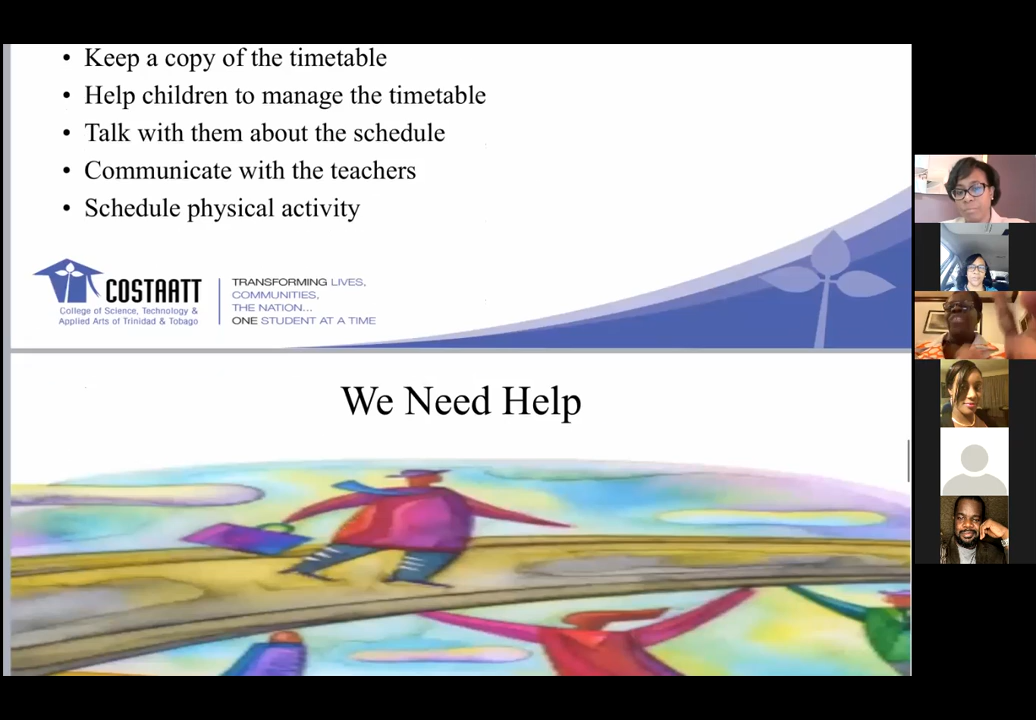 • Keep a copy of the timetable
• Help children to manage the timetable
• Talk with them about the schedule
• Communicate with the teachers
• Schedule physical activity
COSTAATT
College of Science, Technology &
Applied Arts of Trinidad & Tobago
TRANSFORMING LIVES,
COMMUNITIES,
THE NATION...
ONE STUDENT AT A TIME
We Need Help